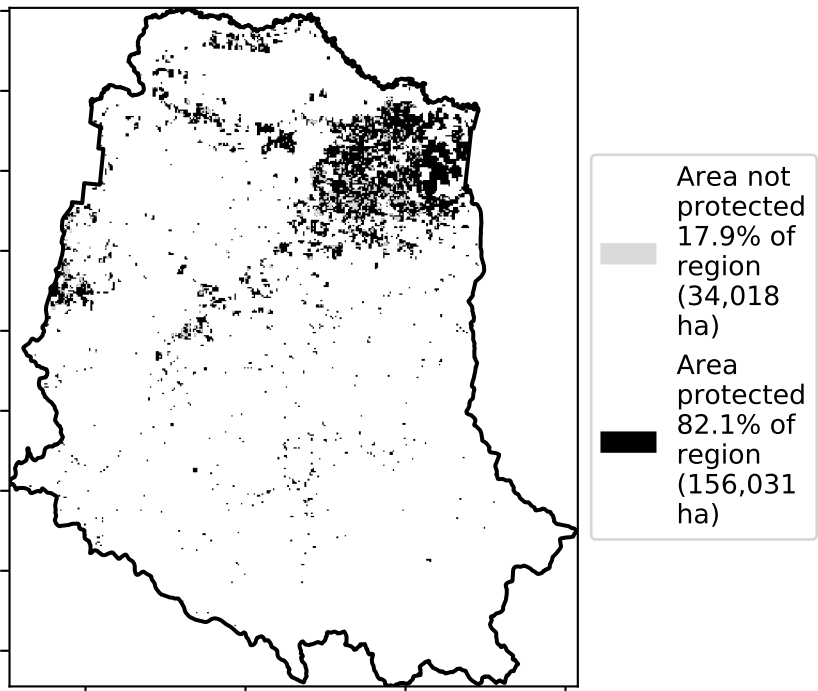 Area not
protected
17.9% of
region
(34,018
ha)
Area
protected
82.1% of
region
(156,031
ha)